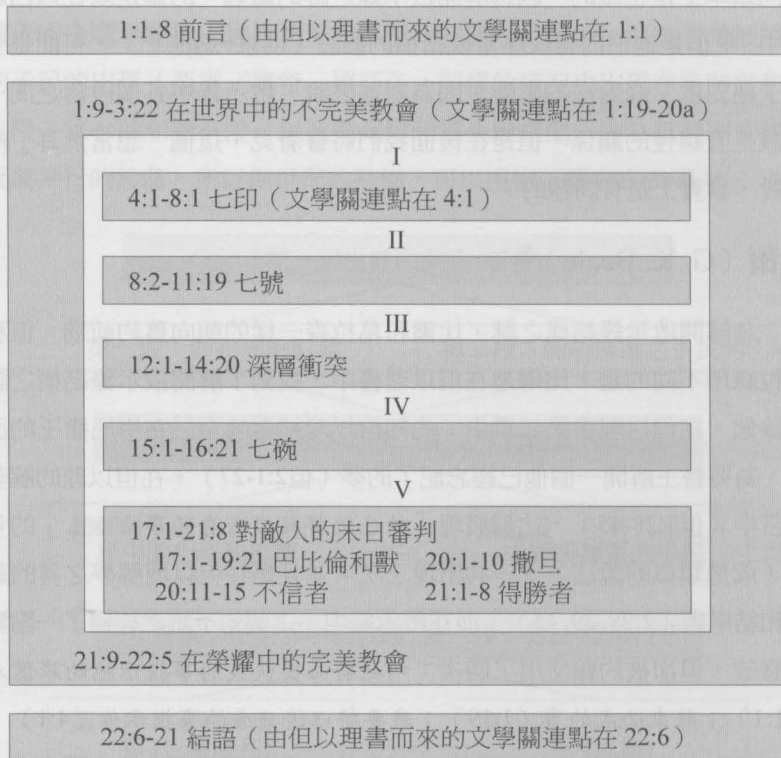 1:1-8 前言（由但以理書而來的文學關連點在 1:1）
1:9-3:22 在世界中的不完美教會（文學關連點在 1:19-20a）
I
4:1-8:1 七印（文學關連點在 4:1）
II
8:2-11:19 七號
III
12:1-14:20 深層衝突
IV
15:1-16:21 七碗
V
17:1-21:8 對敵人的末日審判
17:1-19:21 巴比倫和獸 20:1-10 撒旦
20:11-15 不信者 21:1-8 得勝者
21:9-22:5 在榮耀中的完美教會
22:6-21 結語（由但以理書而來的文學關連點在 22:6）